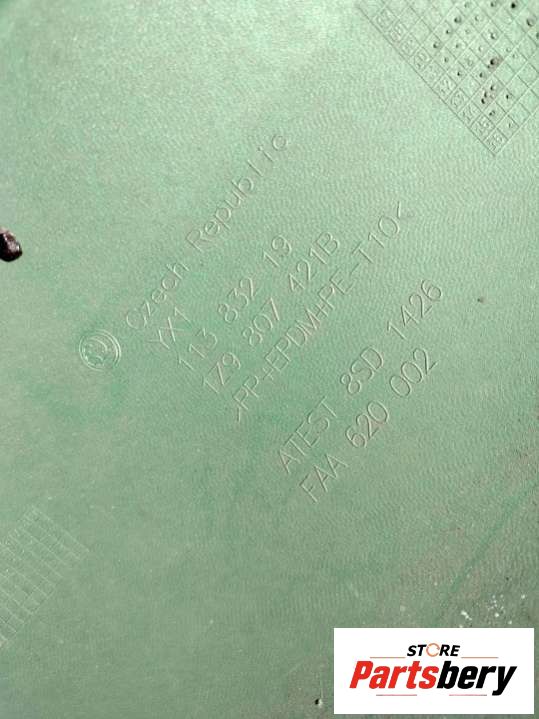 Czech Republic
YX1
113 832 19
1Z9 807 421B
>PP+EPDM+PE-T10<
ATEST 8SD 1426
FAA 620 002
STORE
Partsbery